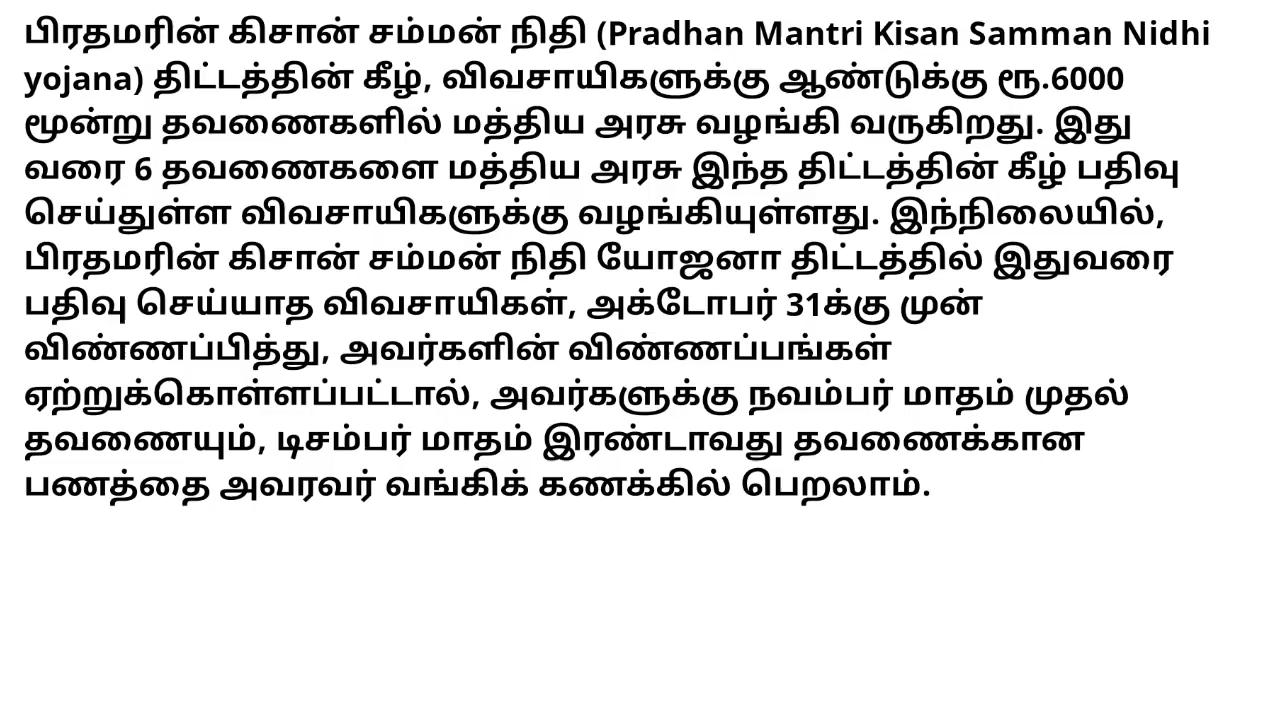 பிரதமரின் கிசான் சம்மன் நிதி (Pradhan Mantri Kisan Samman Nidhi
yojana) திட்டத்தின் கீழ், விவசாயிகளுக்கு ஆண்டுக்கு ரூ.6000
மூன்று தவணைகளில் மத்திய அரசு வழங்கி வருகிறது. இது
வரை 6 தவணைகளை மத்திய அரசு இந்த திட்டத்தின் கீழ் பதிவு
செய்துள்ள விவசாயிகளுக்கு வழங்கியுள்ளது. இந்நிலையில்,
பிரதமரின் கிசான் சம்மன் நிதி யோஜனா திட்டத்தில் இதுவரை
பதிவு செய்யாத விவசாயிகள், அக்டோபர் 31க்கு முன்
விண்ணப்பித்து, அவர்களின் விண்ணப்பங்கள்
ஏற்றுக்கொள்ளப்பட்டால், அவர்களுக்கு நவம்பர் மாதம் முதல்
தவணையும், டிசம்பர் மாதம் இரண்டாவது தவணைக்கான
பணத்தை அவரவர் வங்கிக் கணக்கில் பெறலாம்.